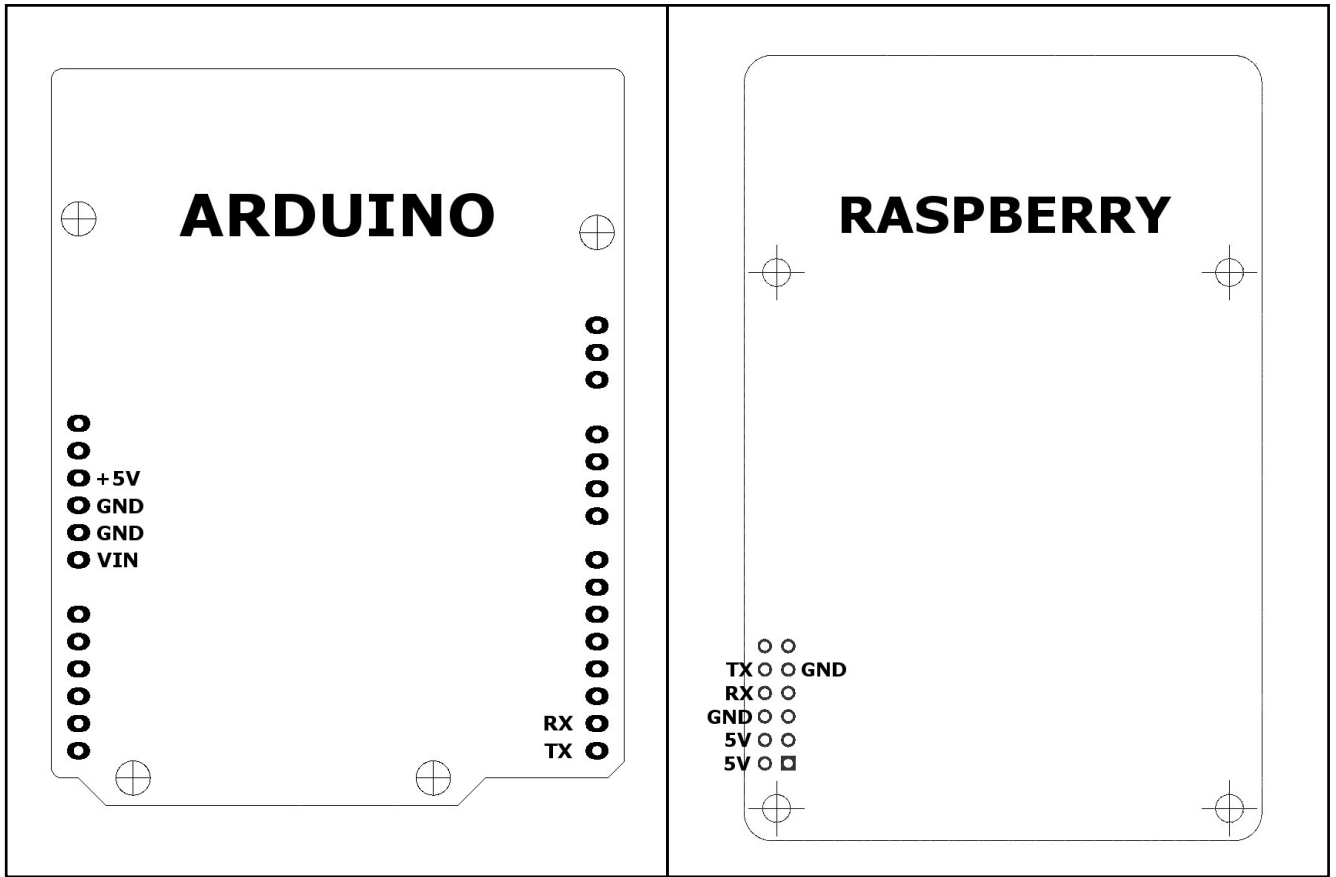 ARDUINO
+5V
GND
GND
VIN
RX
TX
RASPBERRY
TX GND
RX
GND
5V
5V